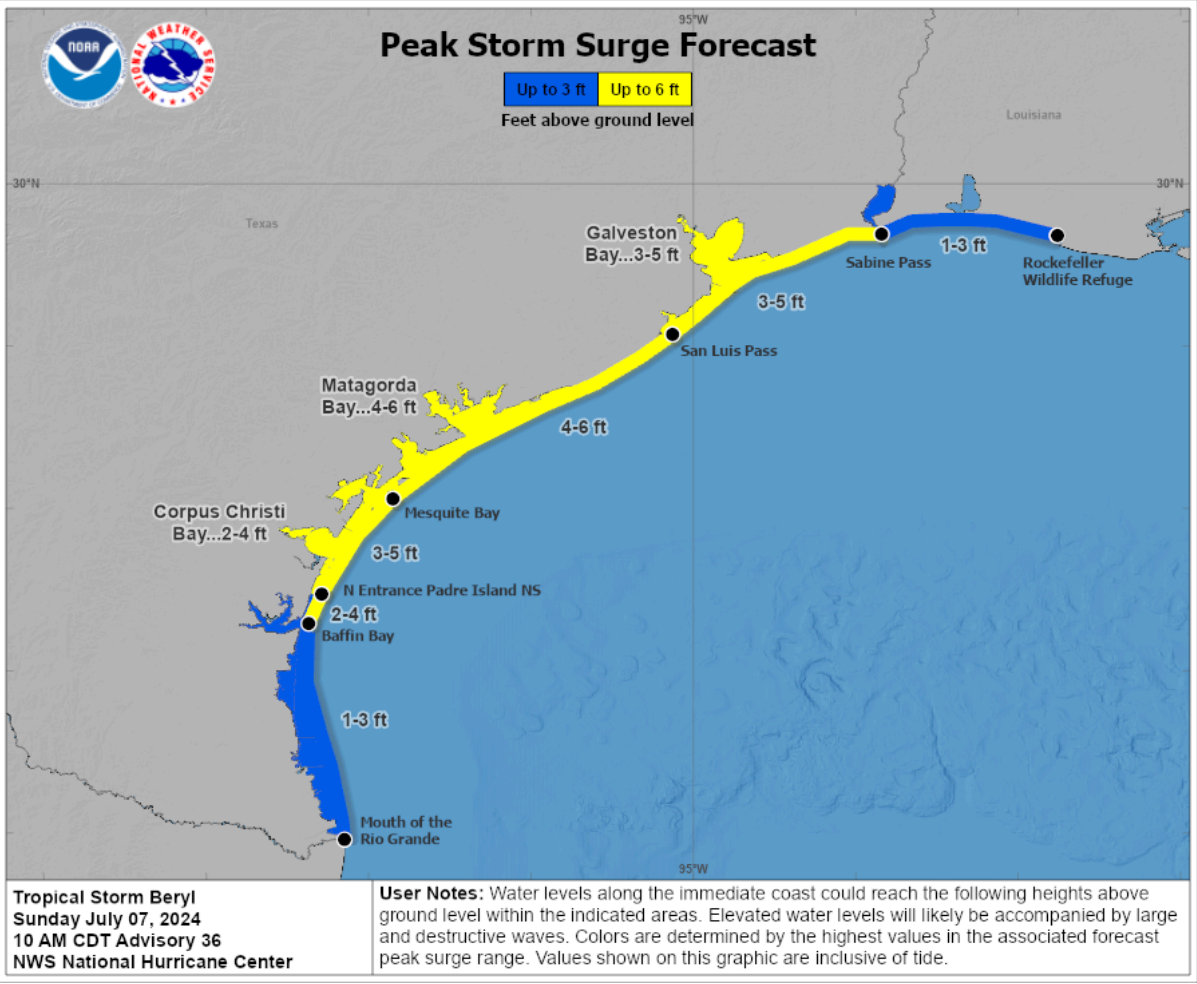 95°W
Peak Storm Surge Forecast
NOAA
NATIONAL WEATHER SERVICE
Up to 3 ft Up to 6 ft
Feet above ground level
Louisiana
30°N 30°N
Texas
Galveston
Bay...3-5 ft
Sabine Pass
1-3 ft
Rockefeller
Wildlife Refuge
3-5 ft
San Luis Pass
Matagorda
Bay...4-6 ft
4-6 ft
Corpus Christi
Bay...2-4 ft
Mesquite Bay
3-5 ft
N Entrance Padre Island NS
2-4 ft
Baffin Bay
1-3 ft
Mouth of the
Rio Grande
95°W
Tropical Storm Beryl
Sunday July 07, 2024
10 AM CDT Advisory 36
NWS National Hurricane Center
User Notes: Water levels along the immediate coast could reach the following heights above
ground level within the indicated areas. Elevated water levels will likely be accompanied by large
and destructive waves. Colors are determined by the highest values in the associated forecast
peak surge range. Values shown on this graphic are inclusive of tide.